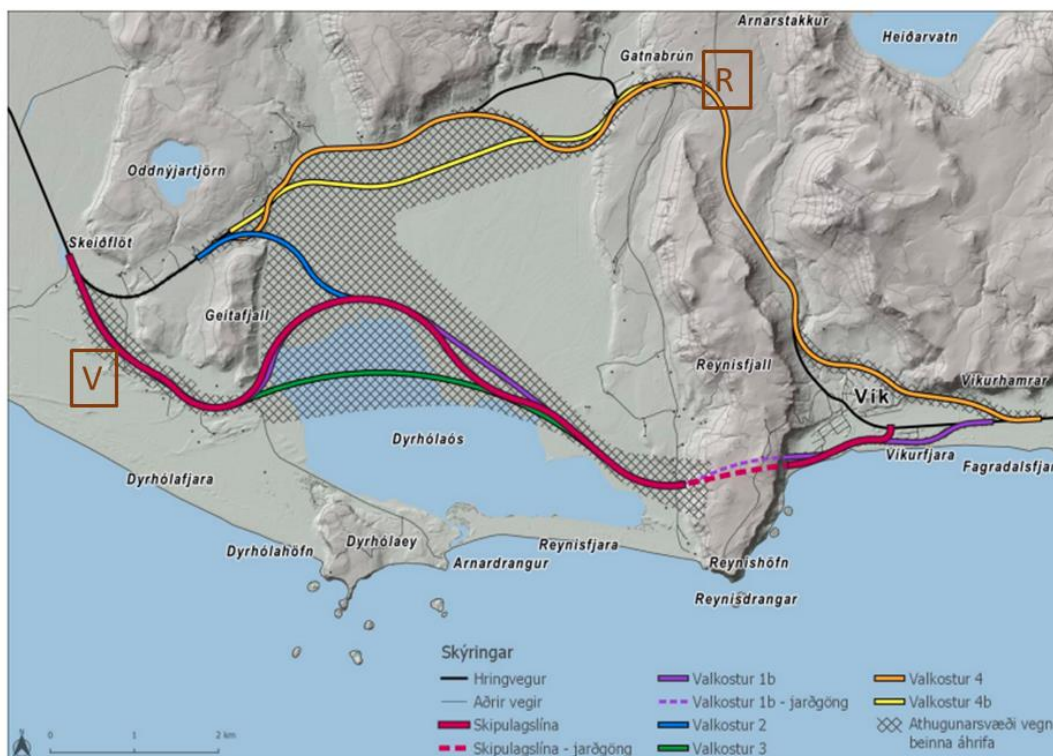 Arnarstakkur
Heiðarvatn
Gatnabrún
R
Oddnýjartjörn
Skeiðflöt
Geitafjall
V
Reynisfjall
Víkurhamrar
Vík
Dyrhólaós
Víkurfjara
Fagradalsfjar
Dyrhólafjara
Dyrhólaey
Reynisfjara
Dyrhólahöfn
Arnardrangur
Reynishöfn
Reynisdrangar
Skýringar
Hringvegur
Aðrir vegir
Skipulagslína
Skipulagslína - jarðgöng
Valkostur 1b
Valkostur 1b - jarðgöng
Valkostur 2
Valkostur 3
Valkostur 4
Valkostur 4b
Athugunarsvæði vegn
beinna áhrifa
N
0 1 2 km